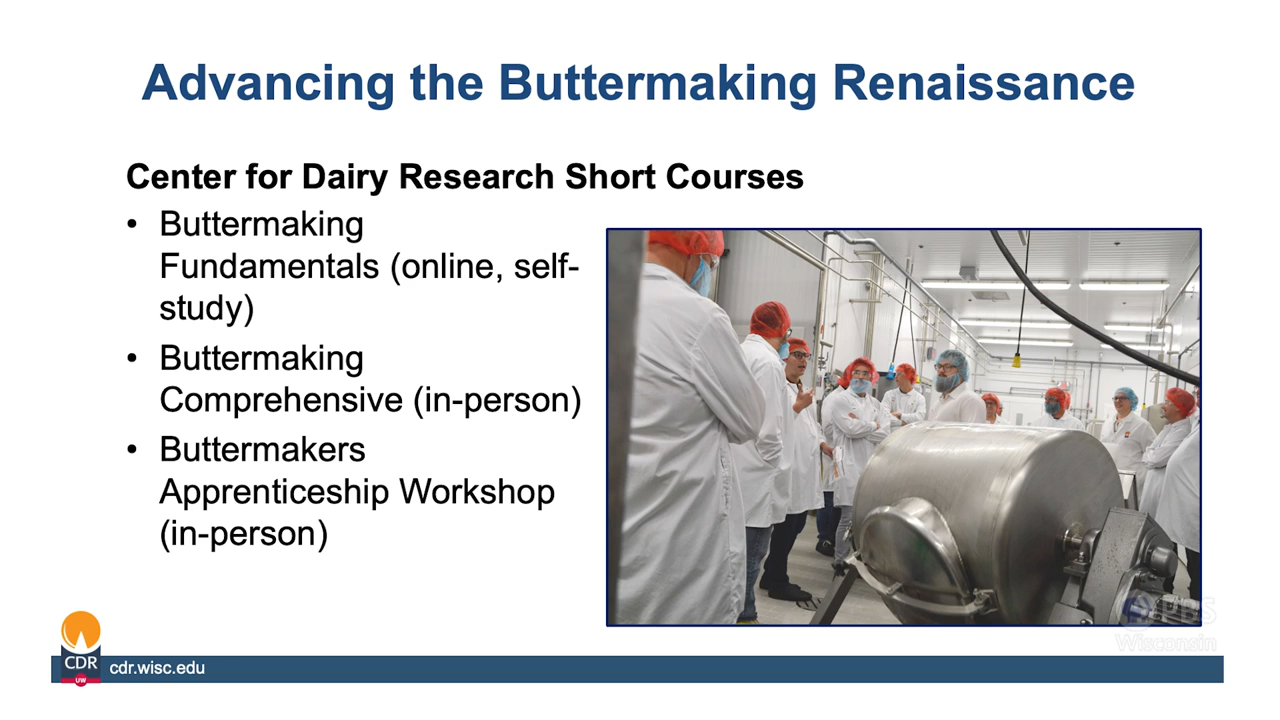 Advancing the Buttermaking Renaissance
Center for Dairy Research Short Courses
• Buttermaking
Fundamentals (online, self-
study)
• Buttermaking
Comprehensive (in-person)
• Buttermakers
Apprenticeship Workshop
(in-person)
PBS
Wisconsin
CDR
UW
cdr.wisc.edu